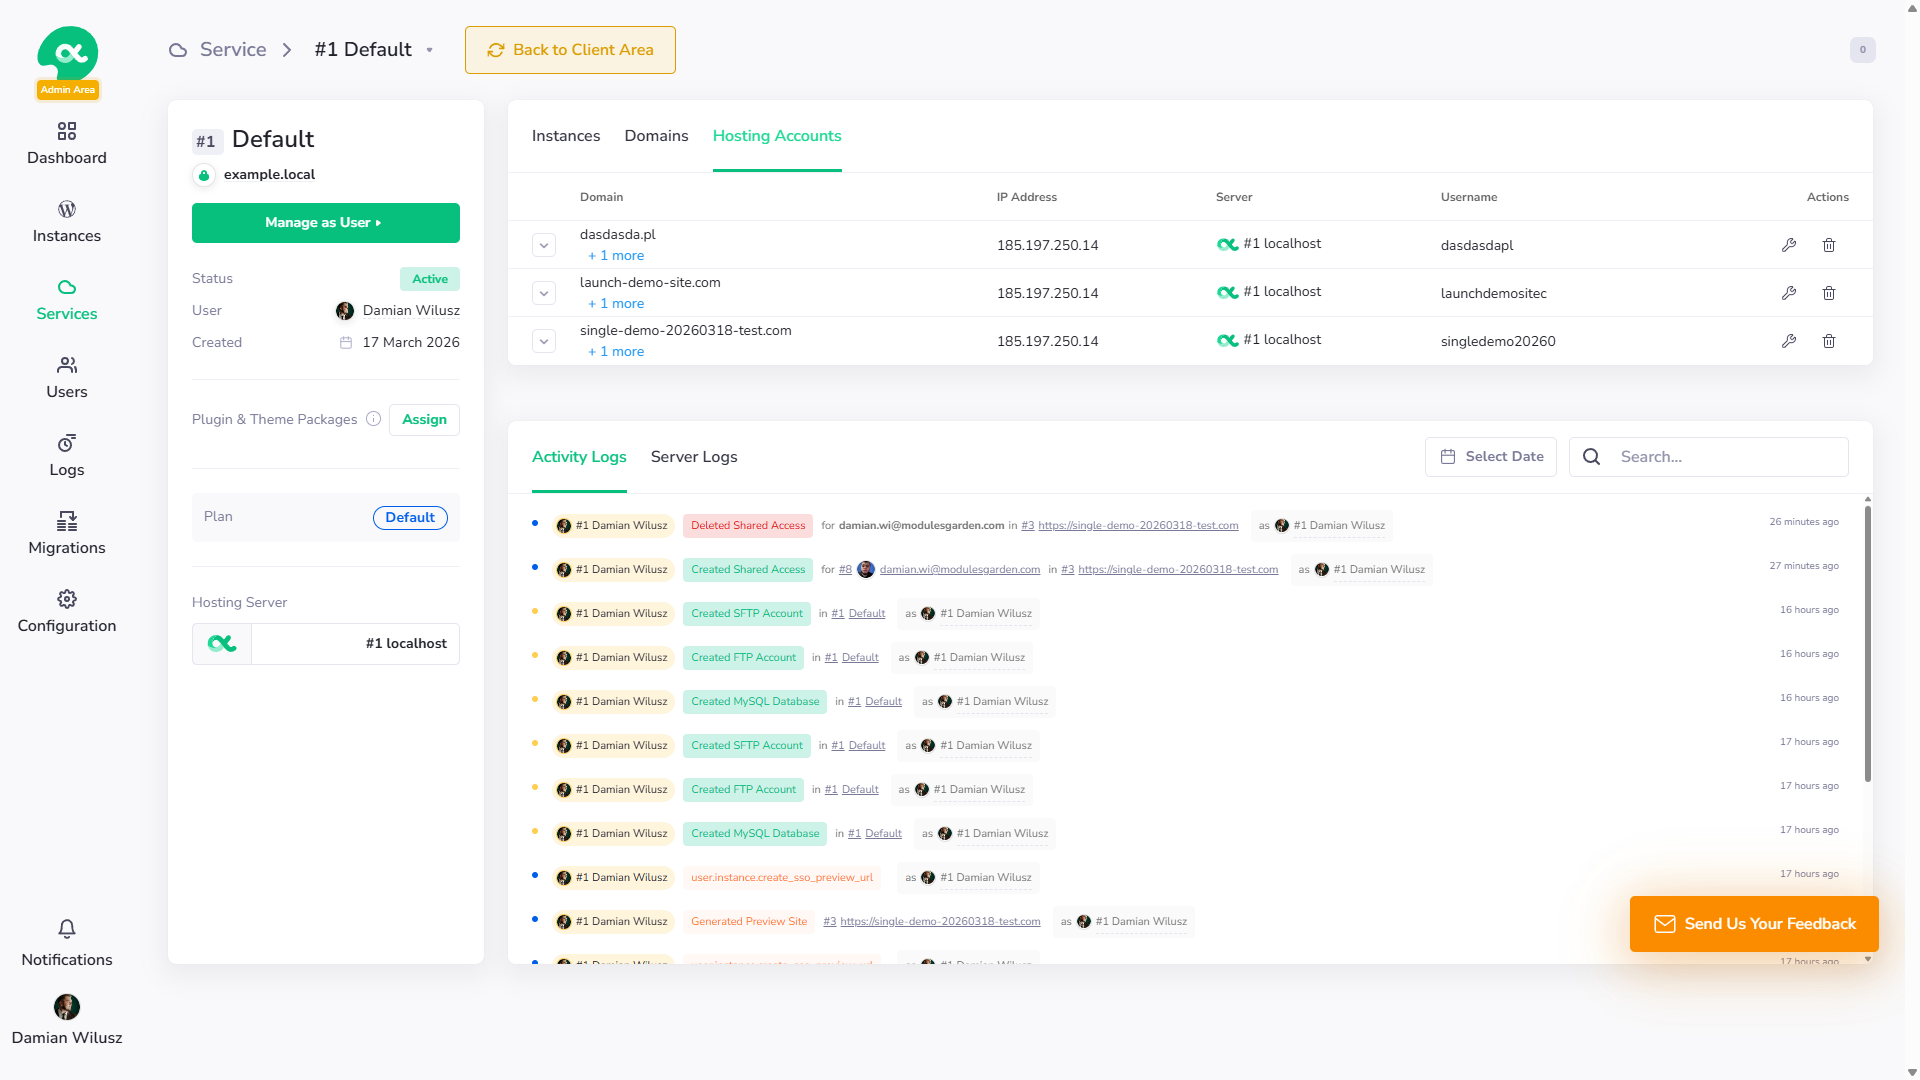 Admin Area
Dashboard
Instances
Services
Users
Logs
Migrations
Configuration
Notifications
Damian Wilusz
Service > #1 Default
Back to Client Area
0
#1 Default
example.local
Manage as User
Status Active
User Damian Wilusz
Created 17 March 2026
Plugin & Theme Packages Assign
Plan Default
Hosting Server
#1 localhost
Instances Domains Hosting Accounts
Domain IP Address Server Username Actions
dasdasda.pl 185.197.250.14 #1 localhost dasdasdapl
+ 1 more
launch-demo-site.com 185.197.250.14 #1 localhost launchdemositec
+ 1 more
single-demo-20260318-test.com 185.197.250.14 #1 localhost singledemo20260
+ 1 more
Activity Logs Server Logs Select Date Search...
#1 Damian Wilusz Deleted Shared Access for damian.wi@modulesgarden.com in #3 https://single-demo-20260318-test.com as #1 Damian Wilusz 26 minutes ago
#1 Damian Wilusz Created Shared Access for #8 damian.wi@modulesgarden.com in #3 https://single-demo-20260318-test.com as #1 Damian Wilusz 27 minutes ago
#1 Damian Wilusz Created SFTP Account in #1 Default as #1 Damian Wilusz 16 hours ago
#1 Damian Wilusz Created FTP Account in #1 Default as #1 Damian Wilusz 16 hours ago
#1 Damian Wilusz Created MySQL Database in #1 Default as #1 Damian Wilusz 16 hours ago
#1 Damian Wilusz Created SFTP Account in #1 Default as #1 Damian Wilusz 17 hours ago
#1 Damian Wilusz Created FTP Account in #1 Default as #1 Damian Wilusz 17 hours ago
#1 Damian Wilusz Created MySQL Database in #1 Default as #1 Damian Wilusz 17 hours ago
#1 Damian Wilusz user.instance.create_sso_preview_url as #1 Damian Wilusz 17 hours ago
#1 Damian Wilusz Generated Preview Site #3 https://single-demo-20260318-test.com as #1 Damian Wilusz
#1 Damian Wilusz as #1 Damian Wilusz 17 hours ago
Send Us Your Feedback